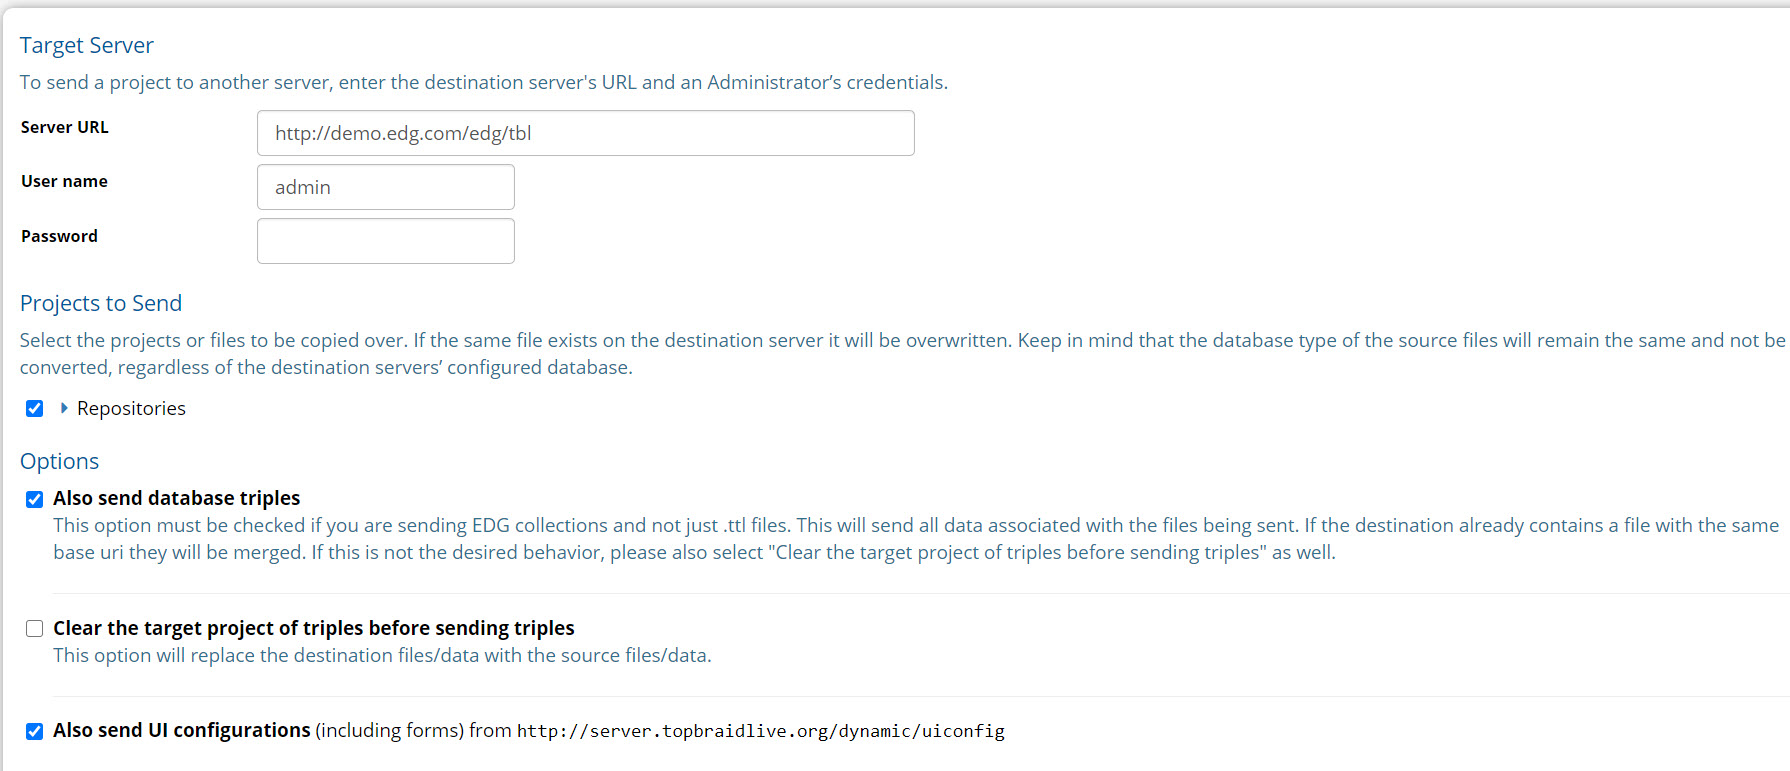 Target Server
To send a project to another server, enter the destination server's URL and an Administrator’s credentials.
Server URL
http://demo.edg.com/edg/tbl
User name
admin
Password
Projects to Send
Select the projects or files to be copied over. If the same file exists on the destination server it will be overwritten. Keep in mind that the database type of the source files will remain the same and not be
converted, regardless of the destination servers’ configured database.
Repositories
Options
Also send database triples
This option must be checked if you are sending EDG collections and not just .ttl files. This will send all data associated with the files being sent. If the destination already contains a file with the same
base uri they will be merged. If this is not the desired behavior, please also select "Clear the target project of triples before sending triples" as well.
Clear the target project of triples before sending triples
This option will replace the destination files/data with the source files/data.
Also send UI configurations (including forms) from http://server.topbraidlive.org/dynamic/uiconfig